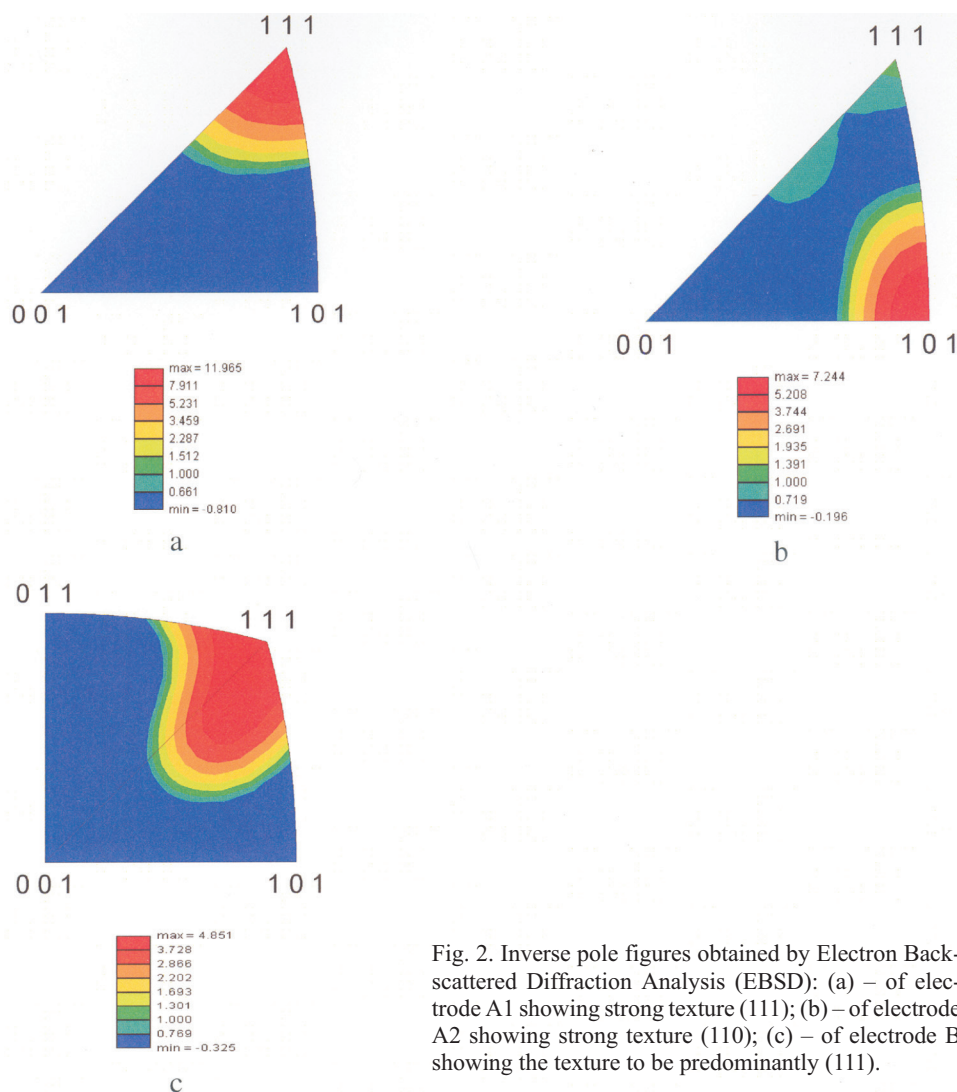 1 1 1
0 0 1
1 0 1
max = 11.965
7.911
5.231
3.459
2.287
1.512
1.000
0.661
min = -0.810
a
1 1 1
0 0 1
1 0 1
max = 7.244
5.208
3.744
2.691
1.935
1.391
1.000
0.719
min = -0.196
b
0 1 1
1 1 1
0 0 1
1 0 1
max = 4.851
3.728
2.866
2.202
1.693
1.301
1.000
0.769
min = -0.325
c
Fig. 2. Inverse pole figures obtained by Electron Back-
scattered Diffraction Analysis (EBSD): (a) – of elec-
trode A1 showing strong texture (111); (b) – of electrode
A2 showing strong texture (110); (c) – of electrode B
showing the texture to be predominantly (111).